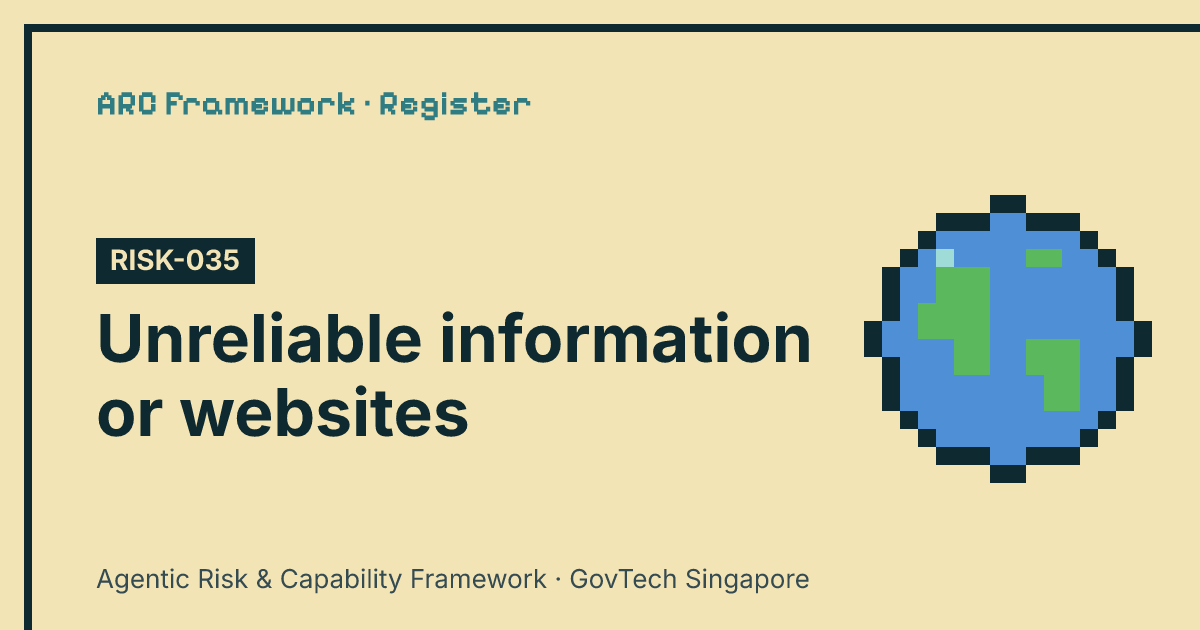 ARC Framework · Register
RISK-035
Unreliable information
or websites
Agentic Risk & Capability Framework · GovTech Singapore